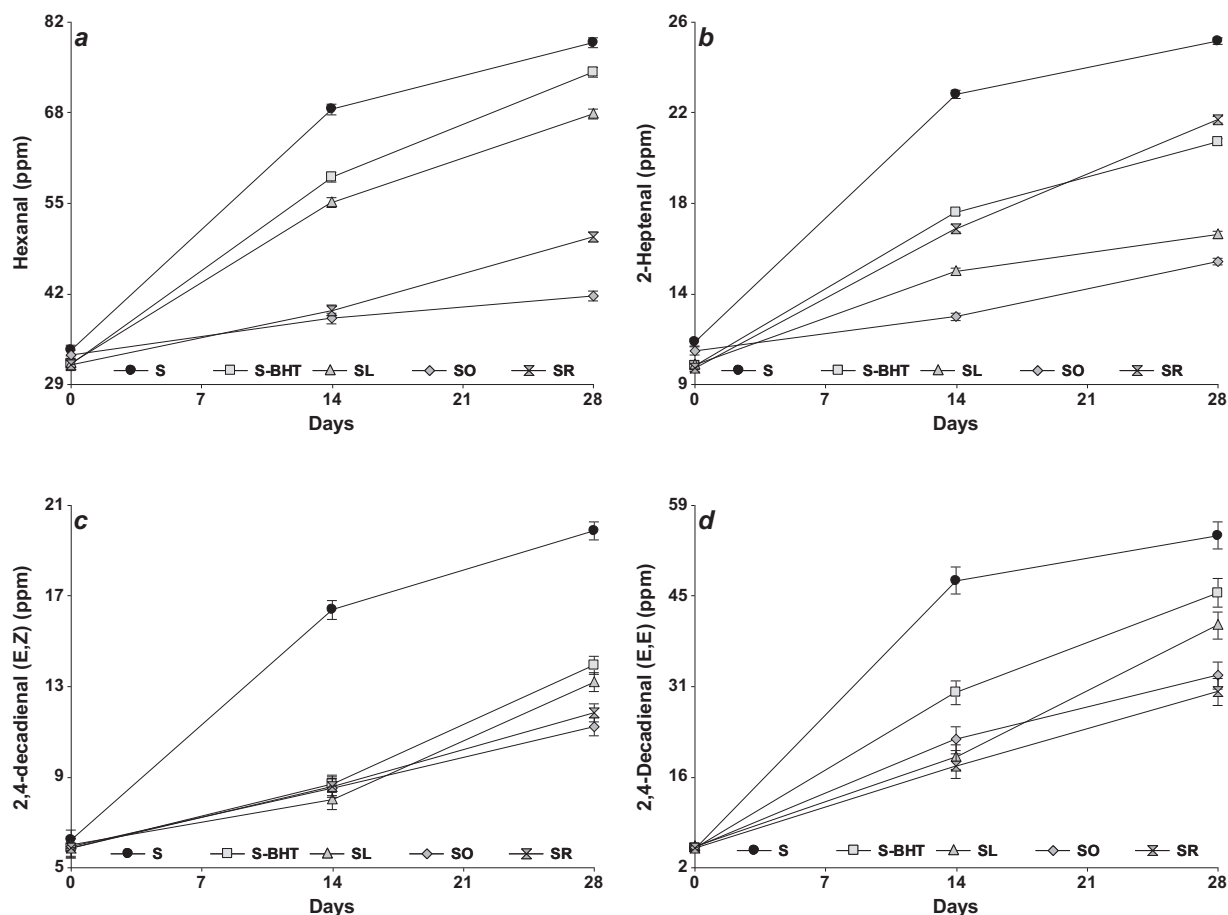 a
82
68
55
42
29
Hexanal (ppm)
S S-BHT SL SO SR
0 7 14 21 28
Days
b
26
22
18
14
9
2-Heptenal (ppm)
S S-BHT SL SO SR
0 7 14 21 28
Days
c
21
17
13
9
5
2,4-decadienal (E,Z) (ppm)
S S-BHT SL SO SR
0 7 14 21 28
Days
d
59
45
31
16
2
2,4-Decadienal (E,E) (ppm)
S S-BHT SL SO SR
0 7 14 21 28
Days